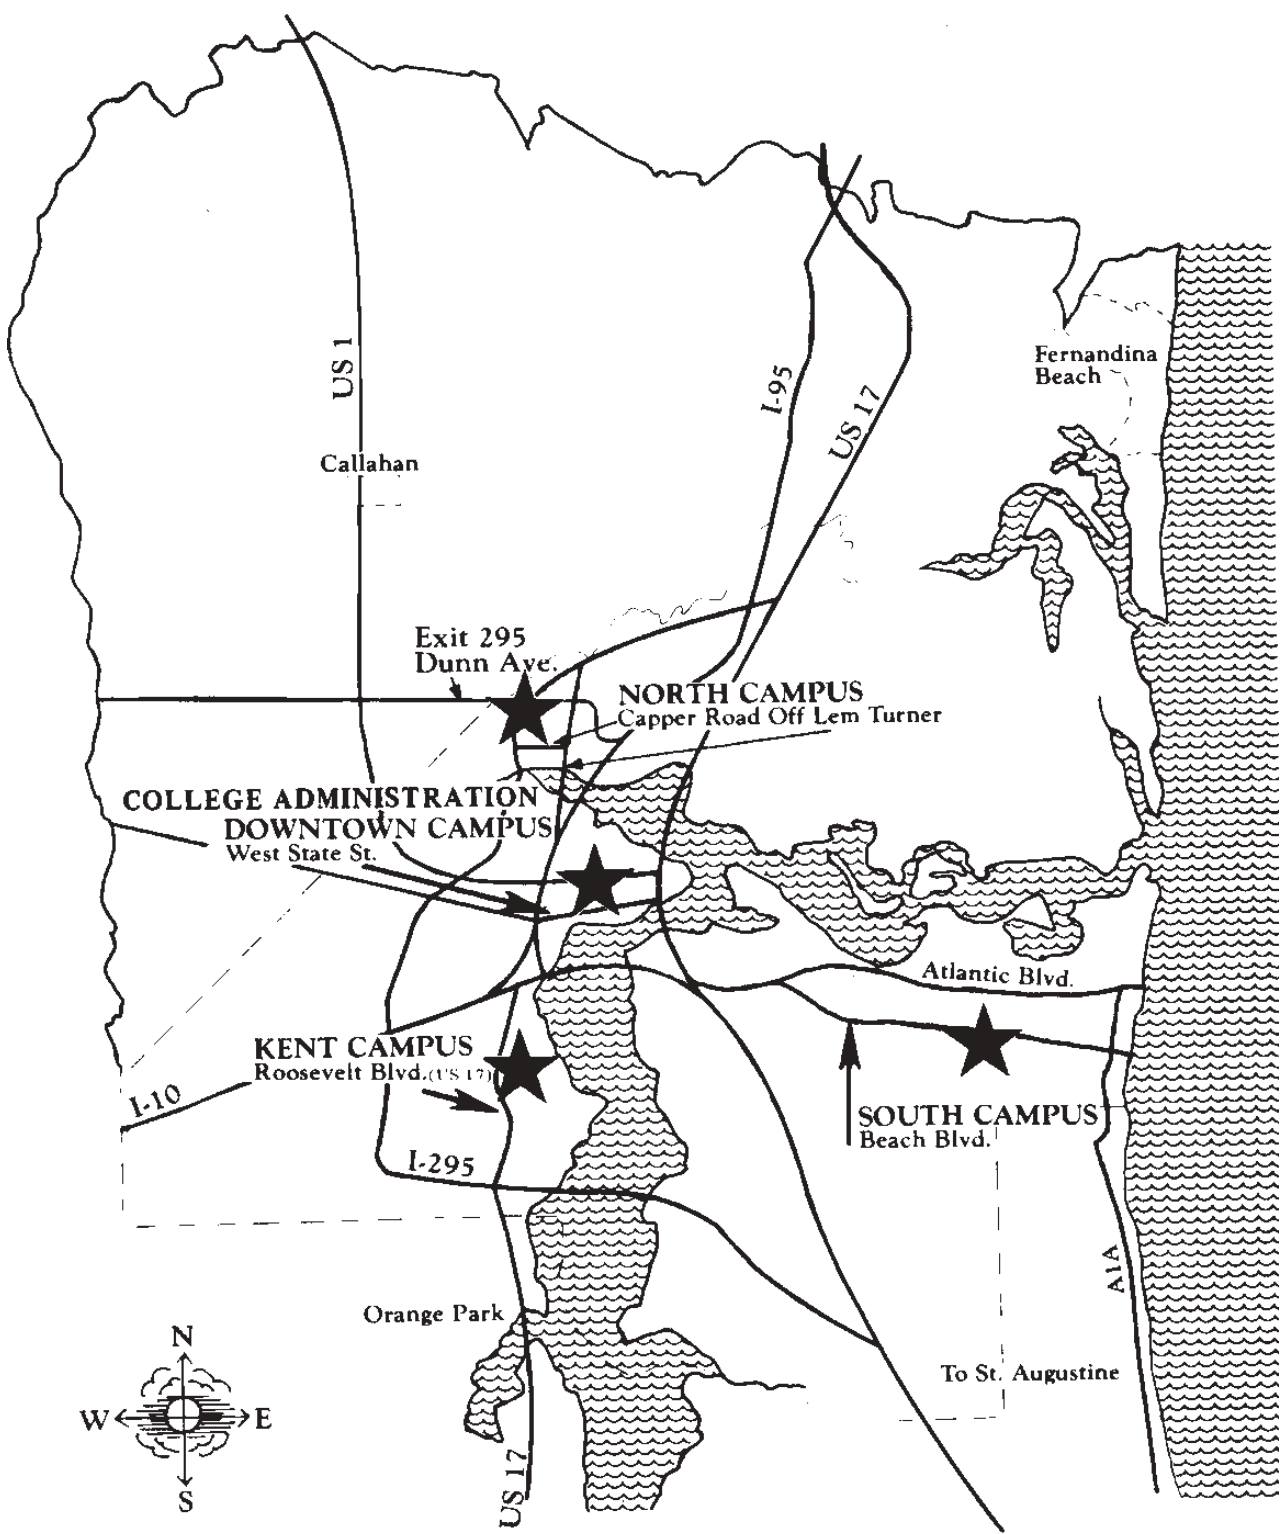 US 1
I-95
US 17
Fernandina
Beach
Callahan
Exit 295
Dunn Ave.
NORTH CAMPUS
Capper Road Off Lem Turner
COLLEGE ADMINISTRATION
DOWNTOWN CAMPUS
West State St.
Atlantic Blvd.
KENT CAMPUS
Roosevelt Blvd.(US 17)
I-10
SOUTH CAMPUS
Beach Blvd.
I-295
A1A
Orange Park
To St. Augustine
N
W E
S
US 17